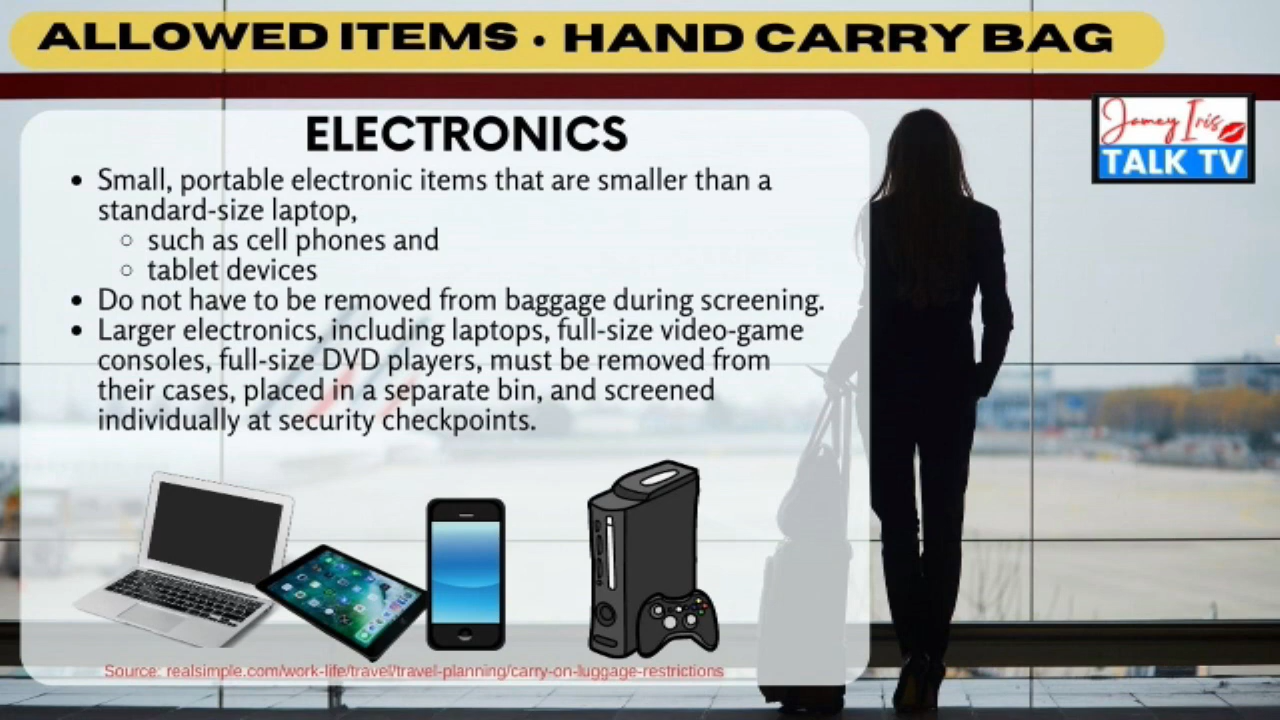 ALLOWED ITEMS • HAND CARRY BAG
Jamey Iris
TALK TV
ELECTRONICS
• Small, portable electronic items that are smaller than a
standard-size laptop,
○ such as cell phones and
○ tablet devices
• Do not have to be removed from baggage during screening.
• Larger electronics, including laptops, full-size video-game
consoles, full-size DVD players, must be removed from
their cases, placed in a separate bin, and screened
individually at security checkpoints.
Source: realsimple.com/work-life/travel/travel-planning/carry-on-luggage-restrictions